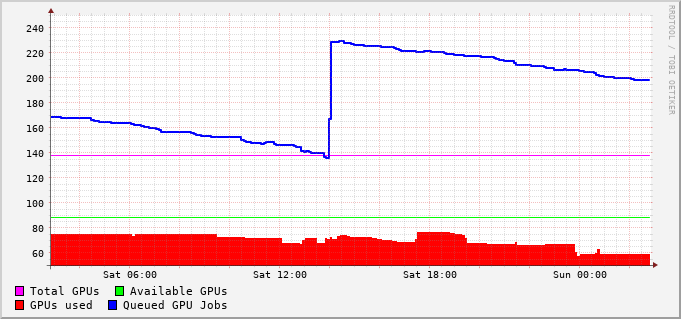 240
220
200
180
160
140
120
100
80
60
Sat 06:00 Sat 12:00 Sat 18:00 Sun 00:00
Total GPUs Available GPUs
GPUs used Queued GPU Jobs
RRDTOOL / TOBI OETIKER